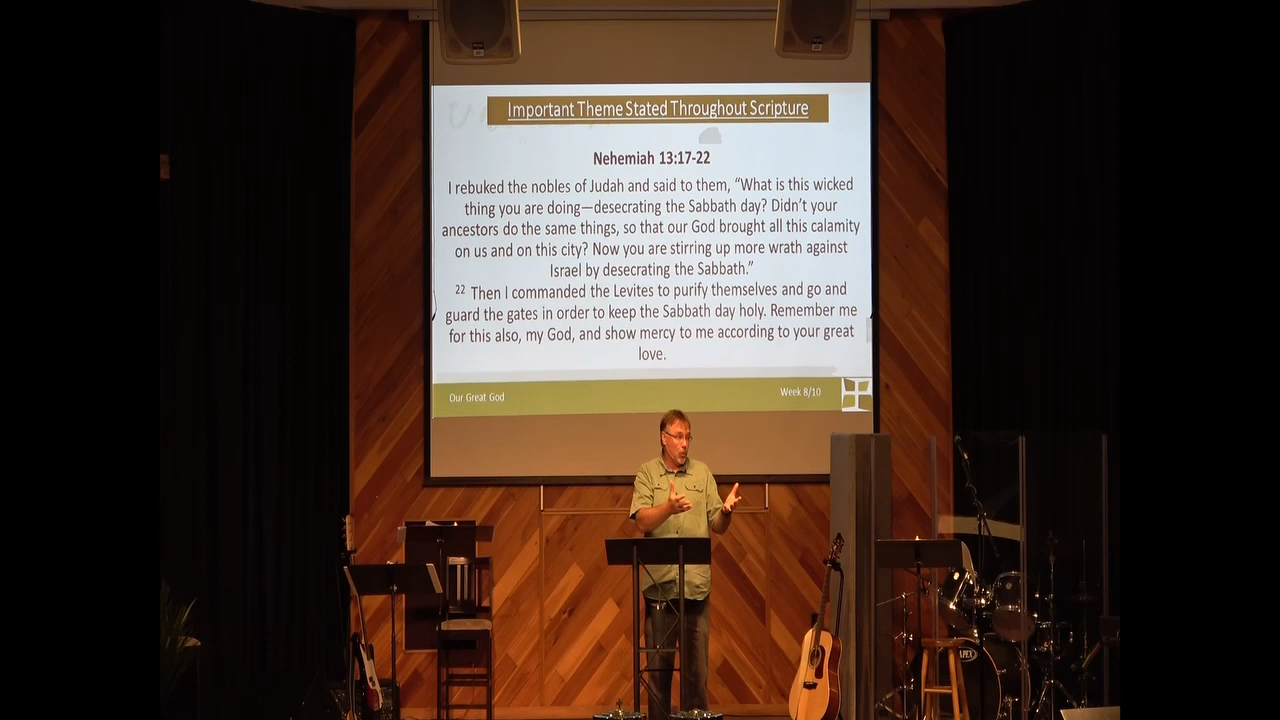 Important Theme Stated Throughout Scripture
Nehemiah 13:17-22
I rebuked the nobles of Judah and said to them, “What is this wicked
thing you are doing—desecrating the Sabbath day? Didn’t your
ancestors do the same things, so that our God brought all this calamity
on us and on this city? Now you are stirring up more wrath against
Israel by desecrating the Sabbath.”
22 Then I commanded the Levites to purify themselves and go and
guard the gates in order to keep the Sabbath day holy. Remember me
for this also, my God, and show mercy to me according to your great
love.
Our Great God
Week 8/10